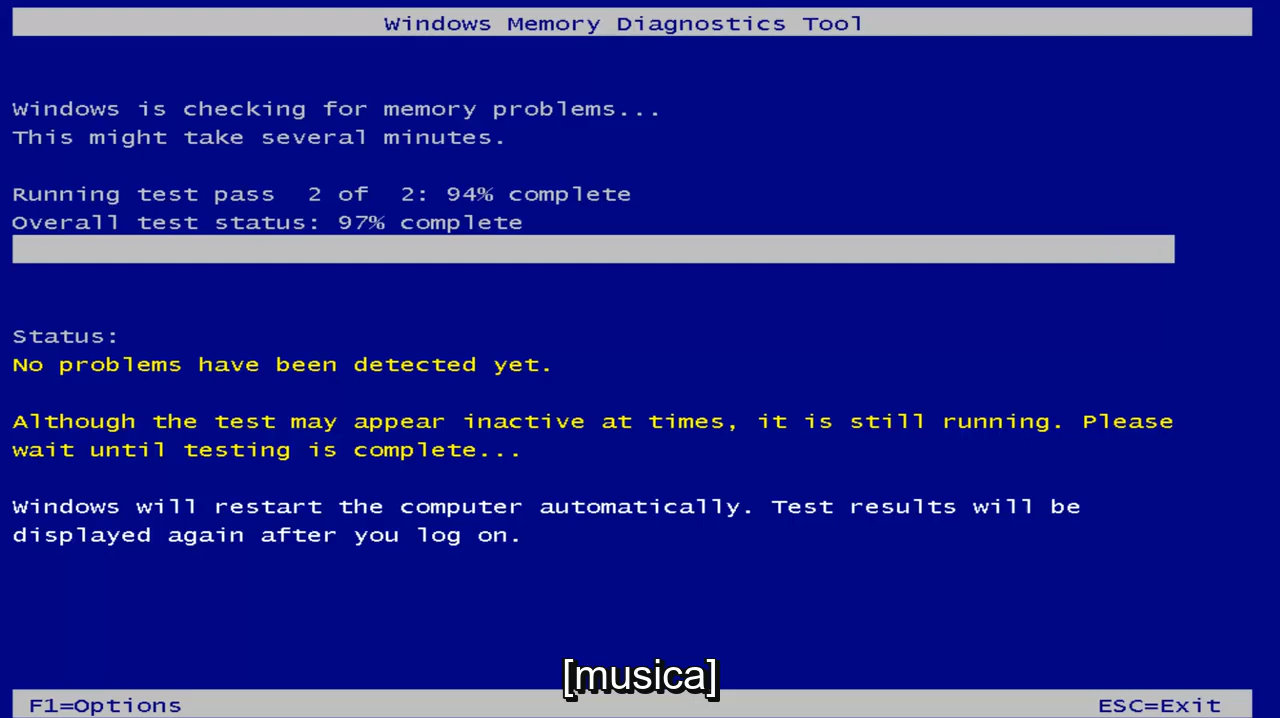 Windows Memory Diagnostics Tool
Windows is checking for memory problems...
This might take several minutes.
Running test pass  2 of  2: 94% complete
Overall test status: 97% complete
Status:
No problems have been detected yet.
Although the test may appear inactive at times, it is still running. Please
wait until testing is complete...
Windows will restart the computer automatically. Test results will be
displayed again after you log on.
[musica]
F1=Options
ESC=Exit